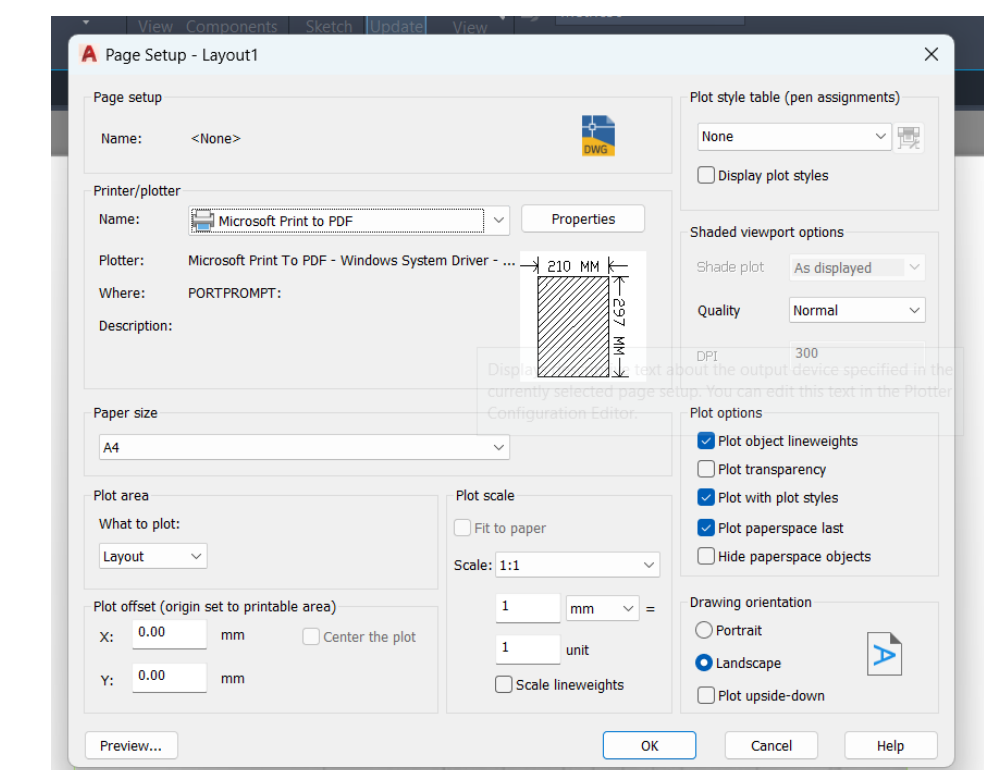 View Components Sketch Update View
Page Setup - Layout1
Page setup
Name: <None>
DWG
Printer/plotter
Name: Microsoft Print to PDF Properties
Plotter: Microsoft Print To PDF - Windows System Driver - ...
Where: PORTPROMPT:
Description:
210 MM
297 MM
Paper size
A4
Plot area
What to plot:
Layout
Plot scale
Fit to paper
Scale: 1:1
1 mm =
1 unit
Scale lineweights
Plot offset (origin set to printable area)
X: 0.00 mm Center the plot
Y: 0.00 mm
Plot style table (pen assignments)
None
Display plot styles
Shaded viewport options
Shade plot As displayed
Quality Normal
DPI 300
text about the output device specified in the
currently selected page setup. You can edit this text in the Plotter
Configuration Editor.
Plot options
Plot object lineweights
Plot transparency
Plot with plot styles
Plot paperspace last
Hide paperspace objects
Drawing orientation
Portrait
Landscape
Plot upside-down
Preview... OK Cancel Help